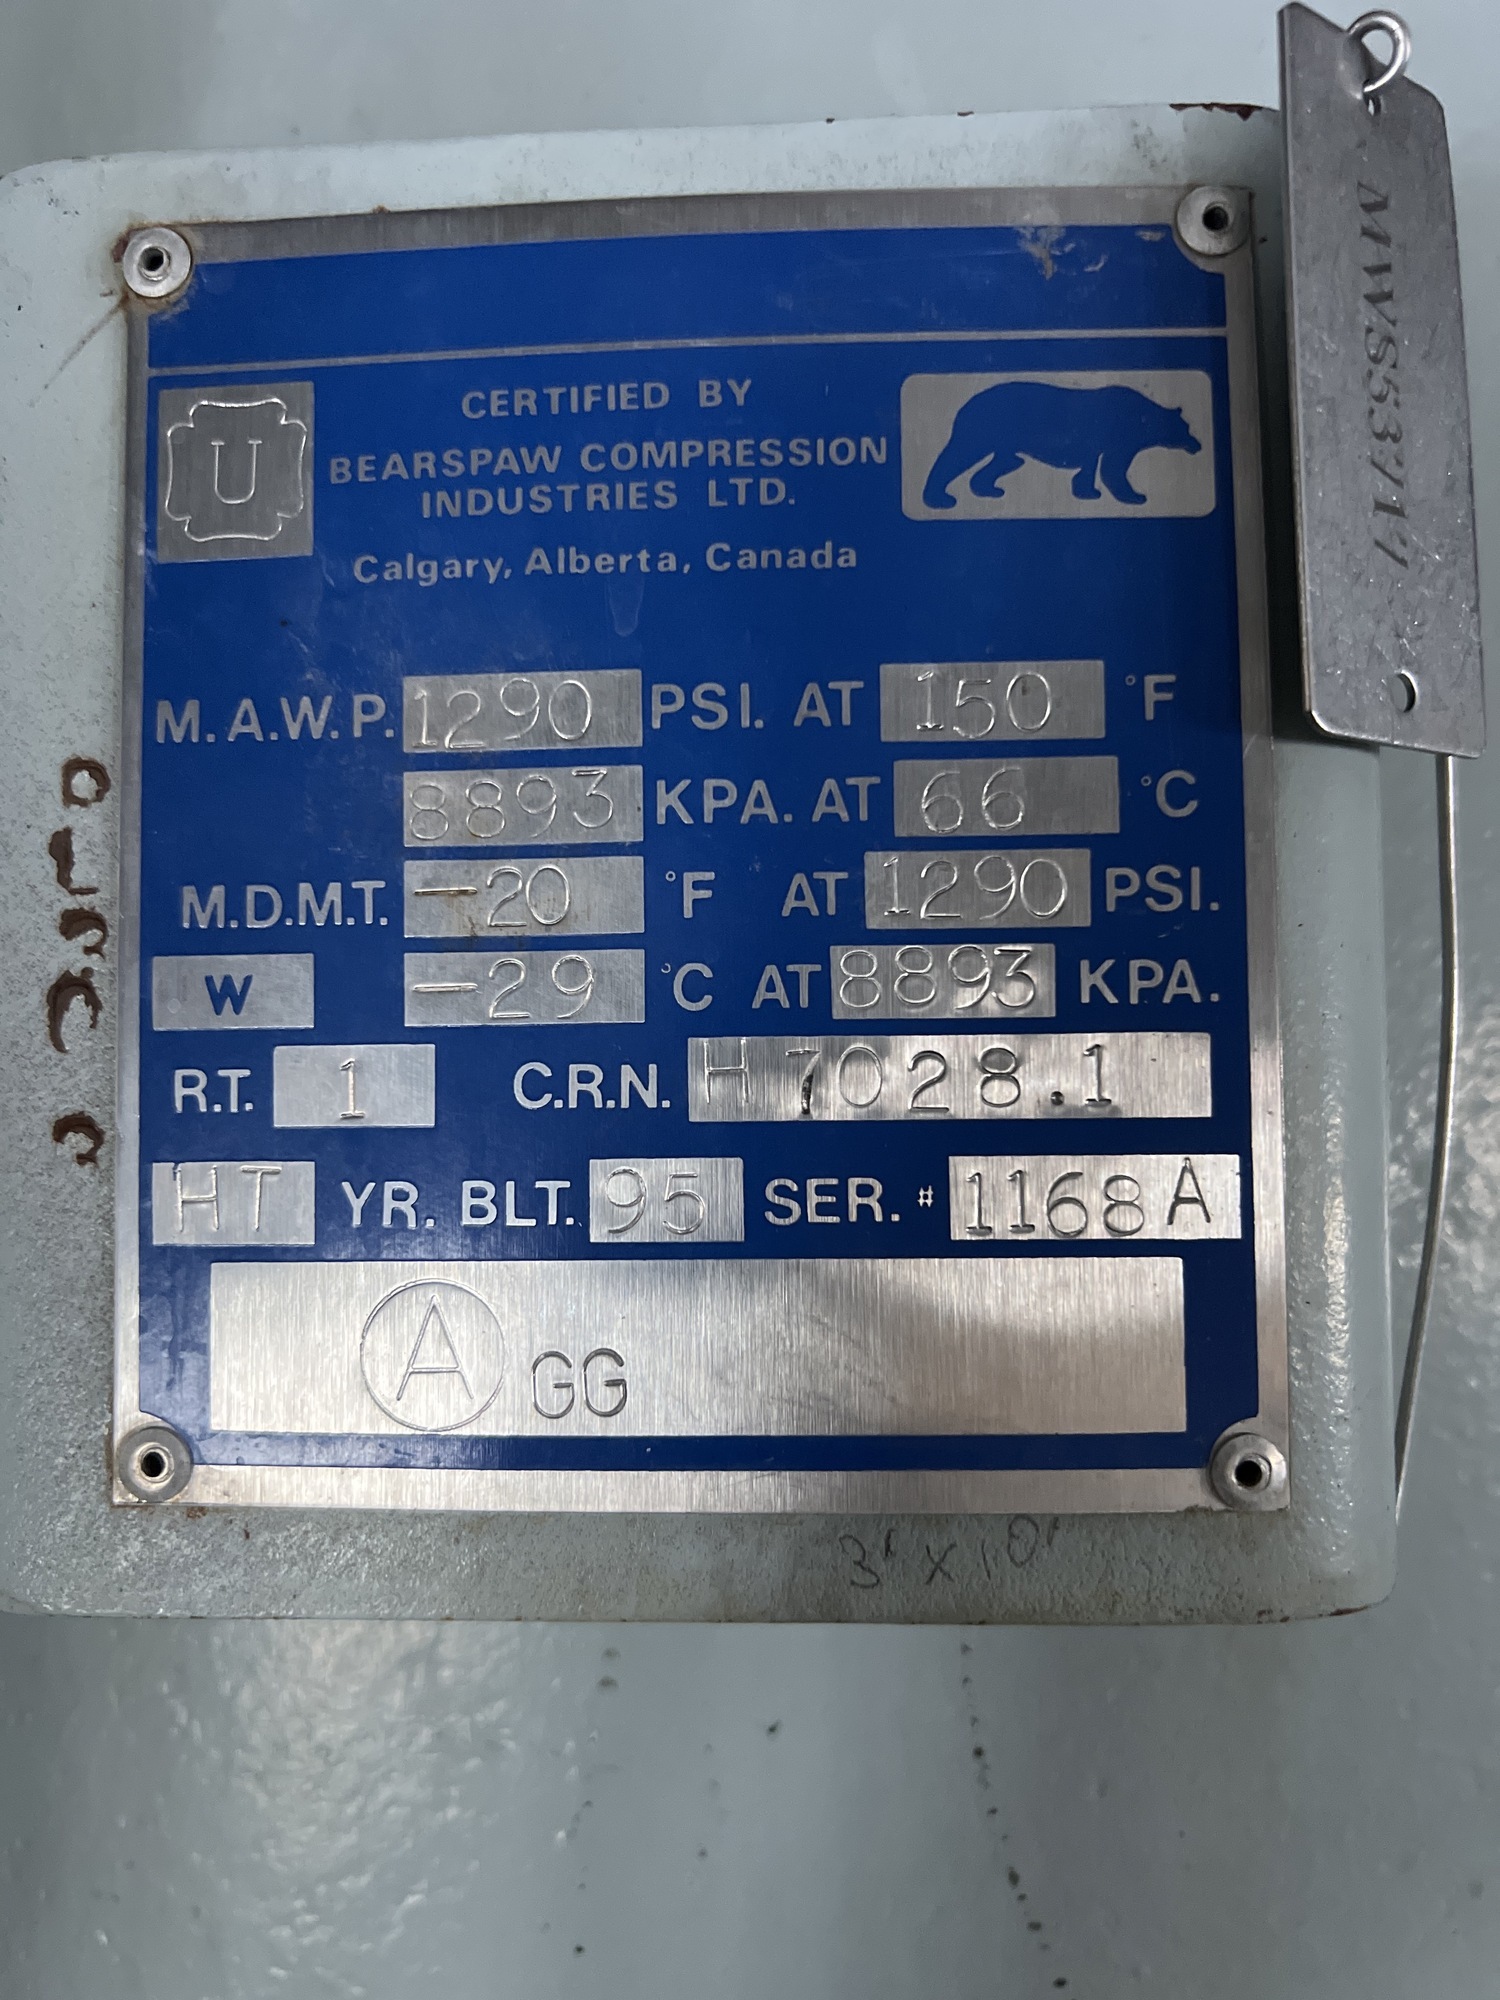 U
CERTIFIED BY
BEARSPAW COMPRESSION
INDUSTRIES LTD.
Calgary, Alberta, Canada
M.A.W.P. 1290 PSI. AT 150 °F
8893 KPA. AT 66 °C
M.D.M.T. -20 °F AT 1290 PSI.
W -29 °C AT 8893 KPA.
R.T. 1 C.R.N. H 7028.1
HT YR. BLT. 95 SER. # 1168A
A GG
3' x 10'